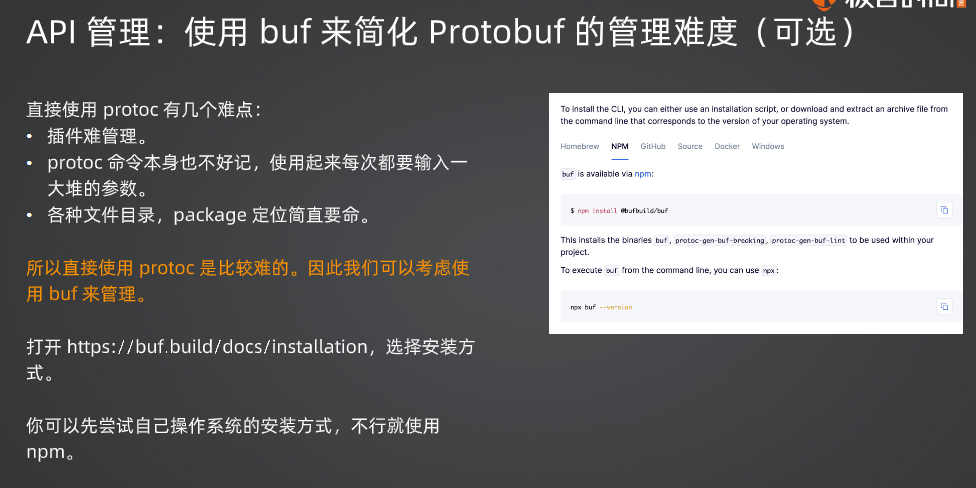 API 管理：使用 buf 来简化 Protobuf 的管理难度（可选）
直接使用 protoc 有几个难点：
• 插件难管理。
• protoc 命令本身也不好记，使用起来每次都要输入一
大堆的参数。
• 各种文件目录，package 定位简直要命。
所以直接使用 protoc 是比较难的。因此我们可以考虑使
用 buf 来管理。
打开 https://buf.build/docs/installation，选择安装方
式。
你可以先尝试自己操作系统的安装方式，不行就使用
npm。
To install the CLI, you can either use an installation script, or download and extract an archive file from
the command line that corresponds to the version of your operating system.
Homebrew NPM GitHub Source Docker Windows
buf is available via npm:
$ npm install @bufbuild/buf
This installs the binaries buf, protoc-gen-buf-breaking, protoc-gen-buf-lint to be used within your
project.
To execute buf from the command line, you can use npx:
npx buf --version